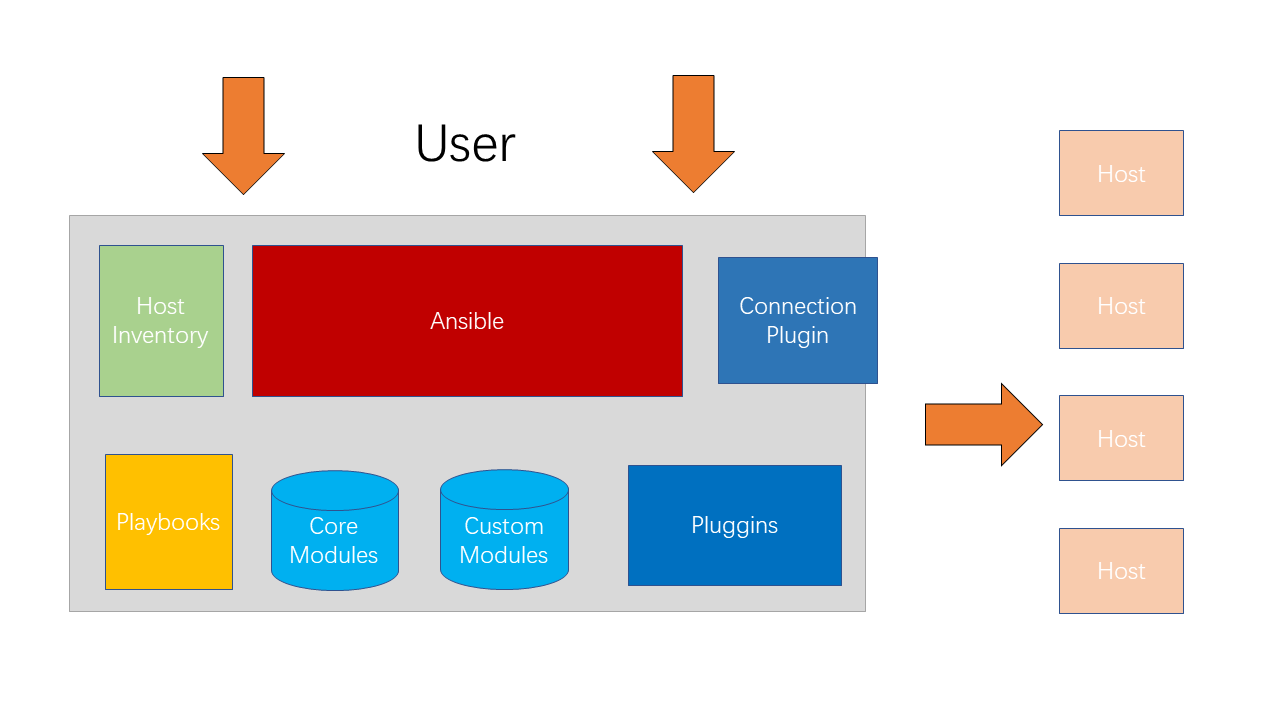 User
Host
Inventory
Ansible
Connection
Plugin
Playbooks
Core
Modules
Custom
Modules
Pluggins
Host
Host
Host
Host